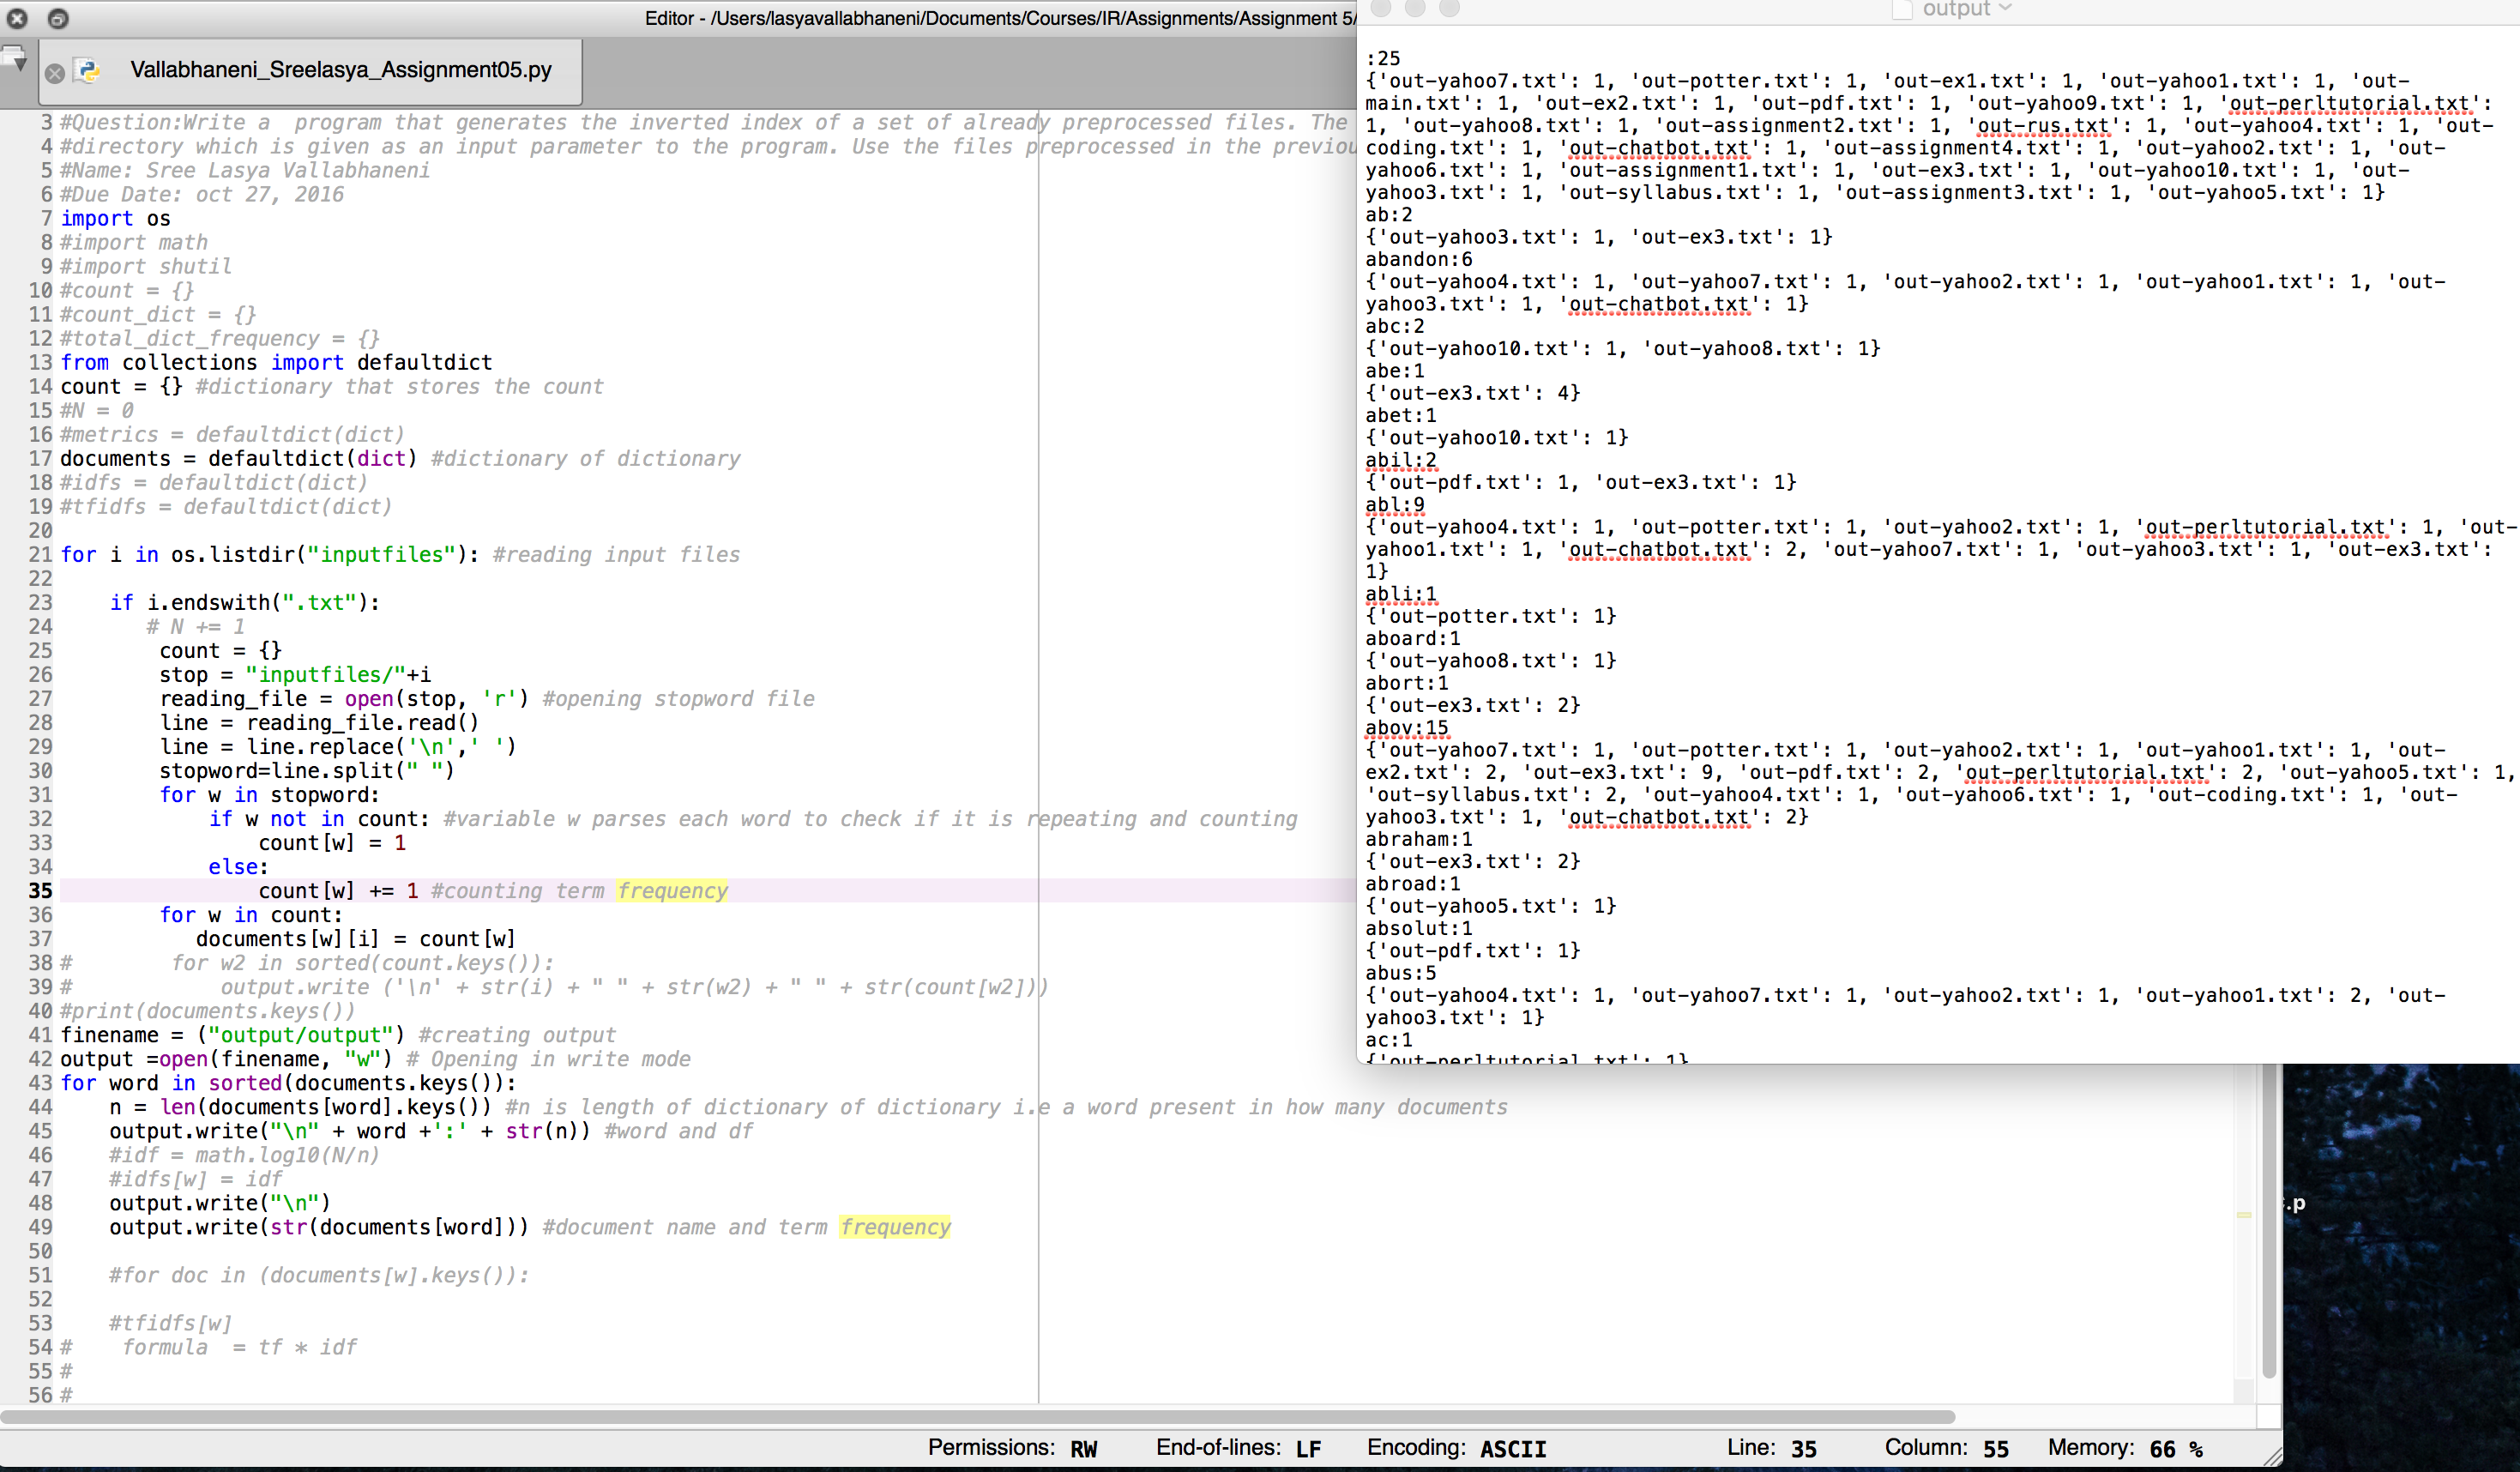 Editor - /Users/lasyavallabhaneni/Documents/Courses/IR/Assignments/Assignment 5/
Vallabhaneni_Sreelasya_Assignment05.py
3 #Question:Write a  program that generates the inverted index of a set of already preprocessed files. The
4 #directory which is given as an input parameter to the program. Use the files preprocessed in the previou
5 #Name: Sree Lasya Vallabhaneni
6 #Due Date: oct 27, 2016
7 import os
8 #import math
9 #import shutil
10 #count = {}
11 #count_dict = {}
12 #total_dict_frequency = {}
13 from collections import defaultdict
14 count = {} #dictionary that stores the count
15 #N = 0
16 #metrics = defaultdict(dict)
17 documents = defaultdict(dict) #dictionary of dictionary
18 #idfs = defaultdict(dict)
19 #tfidfs = defaultdict(dict)
20
21 for i in os.listdir("inputfiles"): #reading input files
22
23     if i.endswith(".txt"):
24        # N += 1
25         count = {}
26         stop = "inputfiles/"+i
27         reading_file = open(stop, 'r') #opening stopword file
28         line = reading_file.read()
29         line = line.replace('\n',' ')
30         stopword=line.split(" ")
31         for w in stopword:
32             if w not in count: #variable w parses each word to check if it is repeating and counting
33                 count[w] = 1
34             else:
35                 count[w] += 1 #counting term frequency
36         for w in count:
37            documents[w][i] = count[w]
38 #        for w2 in sorted(count.keys()):
39 #            output.write ('\n' + str(i) + " " + str(w2) + " " + str(count[w2]))
40 #print(documents.keys())
41 finename = ("output/output") #creating output
42 output =open(finename, "w") # Opening in write mode
43 for word in sorted(documents.keys()):
44     n = len(documents[word].keys()) #n is length of dictionary of dictionary i.e a word present in how many documents
45     output.write("\n" + word +':' + str(n)) #word and df
46     #idf = math.log10(N/n)
47     #idfs[w] = idf
48     output.write("\n")
49     output.write(str(documents[word])) #document name and term frequency
50
51     #for doc in (documents[w].keys()):
52
53     #tfidfs[w]
54 #    formula  = tf * idf
55 #
56 #
Permissions: RW End-of-lines: LF Encoding: ASCII Line: 35 Column: 55 Memory: 66 %
output
:25
{'out-yahoo7.txt': 1, 'out-potter.txt': 1, 'out-ex1.txt': 1, 'out-yahoo1.txt': 1, 'out-
main.txt': 1, 'out-ex2.txt': 1, 'out-pdf.txt': 1, 'out-yahoo9.txt': 1, 'out-perltutorial.txt':
1, 'out-yahoo8.txt': 1, 'out-assignment2.txt': 1, 'out-rus.txt': 1, 'out-yahoo4.txt': 1, 'out-
coding.txt': 1, 'out-chatbot.txt': 1, 'out-assignment4.txt': 1, 'out-yahoo2.txt': 1, 'out-
yahoo6.txt': 1, 'out-assignment1.txt': 1, 'out-ex3.txt': 1, 'out-yahoo10.txt': 1, 'out-
yahoo3.txt': 1, 'out-syllabus.txt': 1, 'out-assignment3.txt': 1, 'out-yahoo5.txt': 1}
ab:2
{'out-yahoo3.txt': 1, 'out-ex3.txt': 1}
abandon:6
{'out-yahoo4.txt': 1, 'out-yahoo7.txt': 1, 'out-yahoo2.txt': 1, 'out-yahoo1.txt': 1, 'out-
yahoo3.txt': 1, 'out-chatbot.txt': 1}
abc:2
{'out-yahoo10.txt': 1, 'out-yahoo8.txt': 1}
abe:1
{'out-ex3.txt': 4}
abet:1
{'out-yahoo10.txt': 1}
abil:2
{'out-pdf.txt': 1, 'out-ex3.txt': 1}
abl:9
{'out-yahoo4.txt': 1, 'out-potter.txt': 1, 'out-yahoo2.txt': 1, 'out-perltutorial.txt': 1, 'out-
yahoo1.txt': 1, 'out-chatbot.txt': 2, 'out-yahoo7.txt': 1, 'out-yahoo3.txt': 1, 'out-ex3.txt':
1}
abli:1
{'out-potter.txt': 1}
aboard:1
{'out-yahoo8.txt': 1}
abort:1
{'out-ex3.txt': 2}
abov:15
{'out-yahoo7.txt': 1, 'out-potter.txt': 1, 'out-yahoo2.txt': 1, 'out-yahoo1.txt': 1, 'out-
ex2.txt': 2, 'out-ex3.txt': 9, 'out-pdf.txt': 2, 'out-perltutorial.txt': 2, 'out-yahoo5.txt': 1,
'out-syllabus.txt': 2, 'out-yahoo4.txt': 1, 'out-yahoo6.txt': 1, 'out-coding.txt': 1, 'out-
yahoo3.txt': 1, 'out-chatbot.txt': 2}
abraham:1
{'out-ex3.txt': 2}
abroad:1
{'out-yahoo5.txt': 1}
absolut:1
{'out-pdf.txt': 1}
abus:5
{'out-yahoo4.txt': 1, 'out-yahoo7.txt': 1, 'out-yahoo2.txt': 1, 'out-yahoo1.txt': 2, 'out-
yahoo3.txt': 1}
ac:1
{'out-perltutorial.txt': 1}
.p